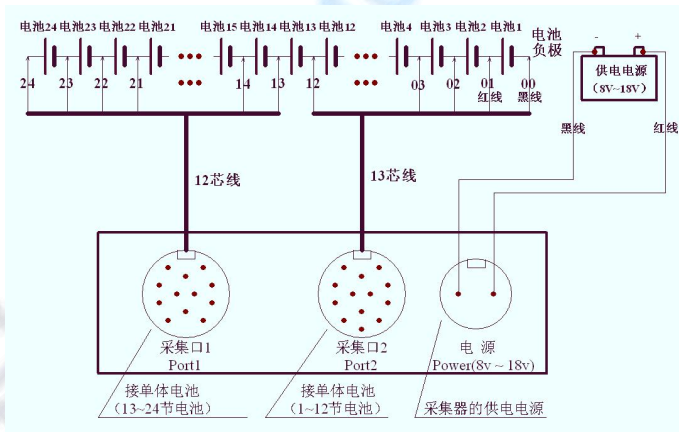 电池24 电池23 电池22 电池21 电池15 电池14 电池13 电池12 电池4 电池3 电池2 电池1
电池
负极
- +
供电电源
(8V~18V)
24 23 22 21 14 13 12 03 02 01 00
红线 黑线
黑线 红线
12芯线 13芯线
采集口1 采集口2 电 源
Port1 Port2 Power(8v ~ 18v)
接单体电池 接单体电池
(13~24节电池) (1~12节电池) 采集器的供电电源